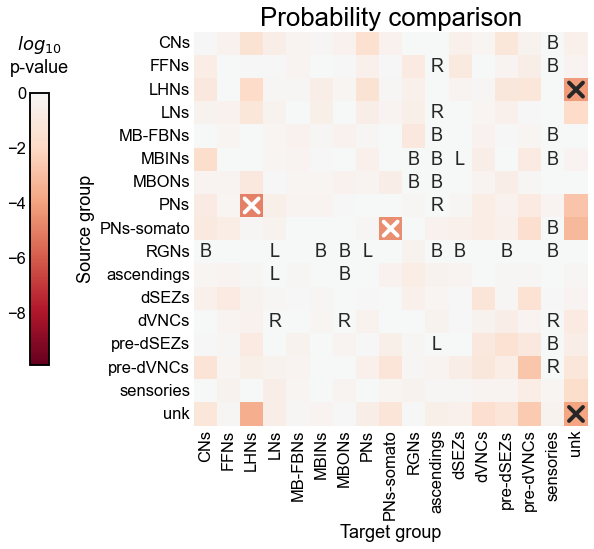 Probability comparison
log10
p-value
0
−2
−4
−6
−8
Source group
CNs B
FFNs R B
LHNs
LNs R
MB-FBNs B B
MBINs B B L B
MBONs B B
PNs R
PNs-somato B
RGNs B L B B L B B B B
ascendings L B
dSEZs
dVNCs R R R
pre-dSEZs L B
pre-dVNCs R
sensories
unk
CNs
FFNs
LHNs
LNs
MB-FBNs
MBINs
MBONs
PNs
PNs-somato
RGNs
ascendings
dSEZs
dVNCs
pre-dSEZs
pre-dVNCs
sensories
unk
Target group